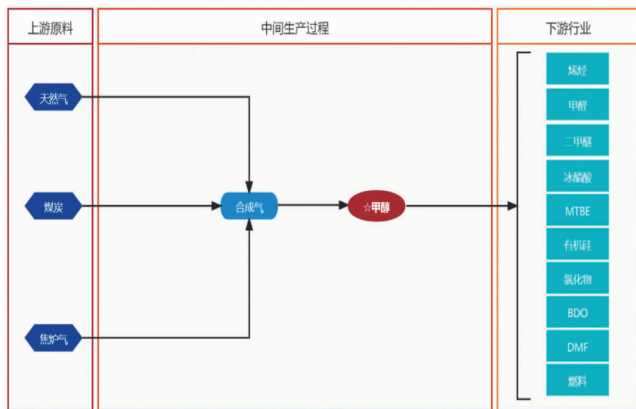 上游原料
中间生产过程
下游行业
天然气
煤炭
焦炉气
合成气
☆甲醇
烯烃
甲醛
二甲醚
冰醋酸
MTBE
有机硅
氯化物
BDO
DMF
燃料